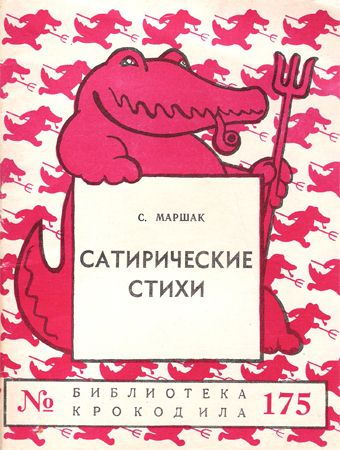 С. МАРШАК
САТИРИЧЕСКИЕ
СТИХИ
№ БИБЛИОТЕКА
КРОКОДИЛА 175